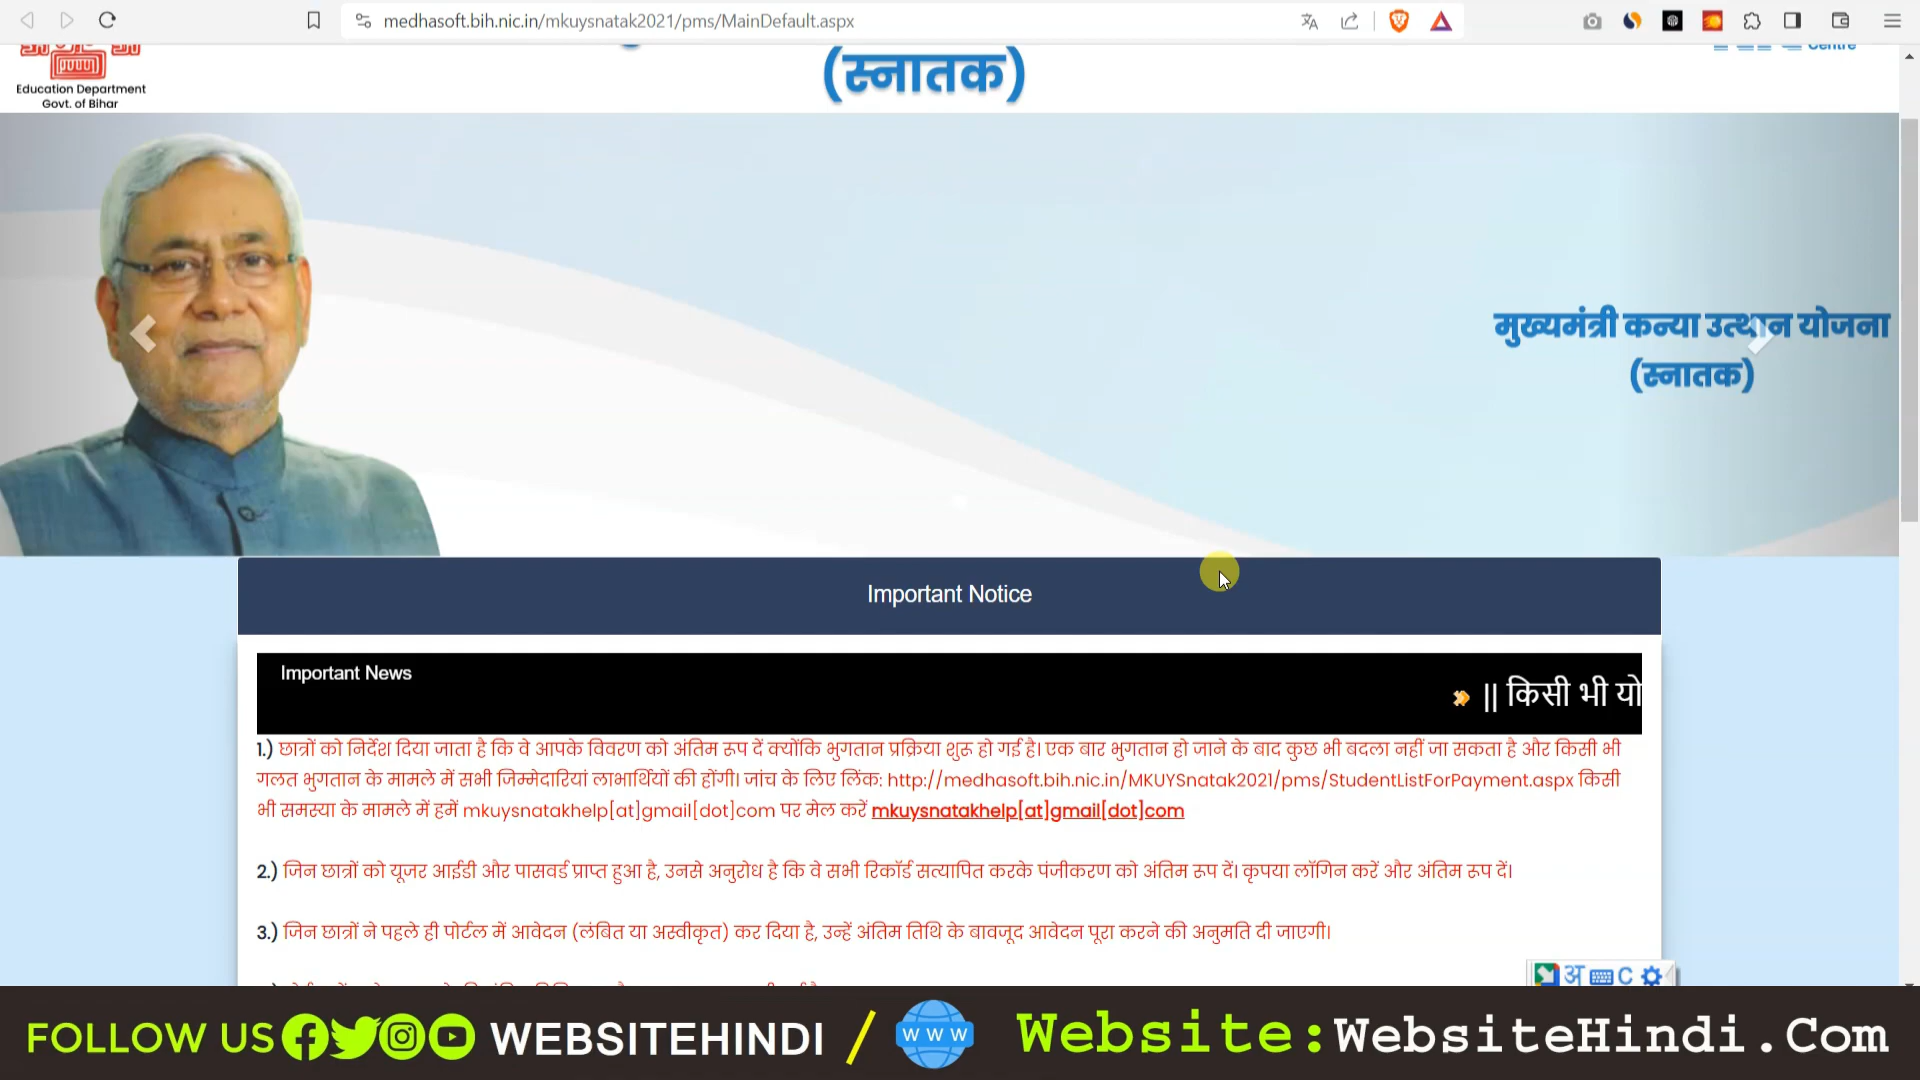 medhasoft.bih.nic.in/mkuysnatak2021/pms/MainDefault.aspx
Education Department
Govt. of Bihar
(स्नातक)
Centre
मुख्यमंत्री कन्या उत्थान योजना
(स्नातक)
Important Notice
Important News
|| किसी भी यो
1.) छात्रों को निर्देश दिया जाता है कि वे आपके विवरण को अंतिम रूप दें क्योंकि भुगतान प्रक्रिया शुरू हो गई है। एक बार भुगतान हो जाने के बाद कुछ भी बदला नहीं जा सकता है और किसी भी
गलत भुगतान के मामले में सभी जिम्मेदारियां लाभार्थियों की होंगी। जांच के लिए लिंक: http://medhasoft.bih.nic.in/MKUYSnatak2021/pms/StudentListForPayment.aspx किसी
भी समस्या के मामले में हमें mkuysnatakhelp[at]gmail[dot]com पर मेल करें mkuysnatakhelp[at]gmail[dot]com
2.) जिन छात्रों को यूजर आईडी और पासवर्ड प्राप्त हुआ है, उनसे अनुरोध है कि वे सभी रिकॉर्ड सत्यापित करके पंजीकरण को अंतिम रूप दें। कृपया लॉगिन करें और अंतिम रूप दें।
3.) जिन छात्रों ने पहले ही पोर्टल में आवेदन (लंबित या अस्वीकृत) कर दिया है, उन्हें अंतिम तिथि के बावजूद आवेदन पूरा करने की अनुमति दी जाएगी।
अ C
FOLLOW US WEBSITEHINDI / WWW Website:WebsiteHindi.Com